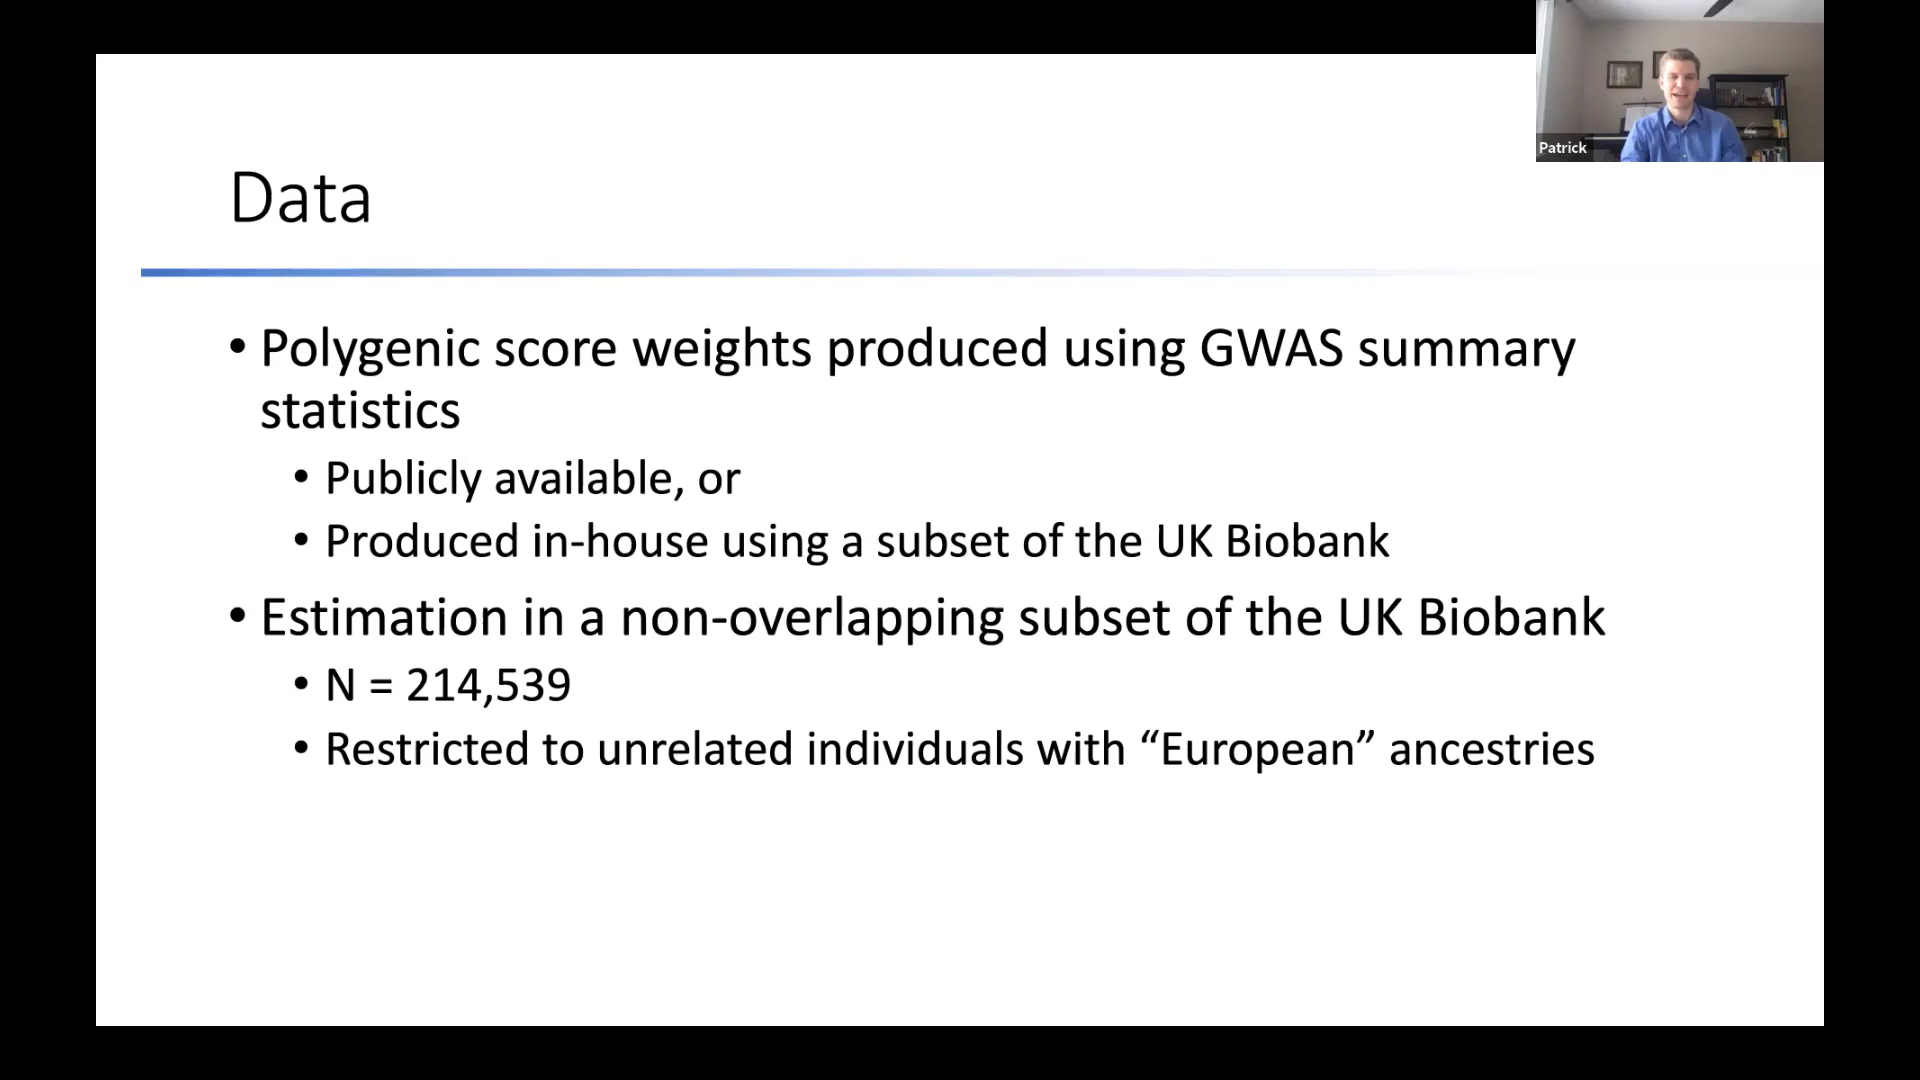 Patrick
Data
• Polygenic score weights produced using GWAS summary
statistics
• Publicly available, or
• Produced in-house using a subset of the UK Biobank
• Estimation in a non-overlapping subset of the UK Biobank
• N = 214,539
• Restricted to unrelated individuals with “European” ancestries